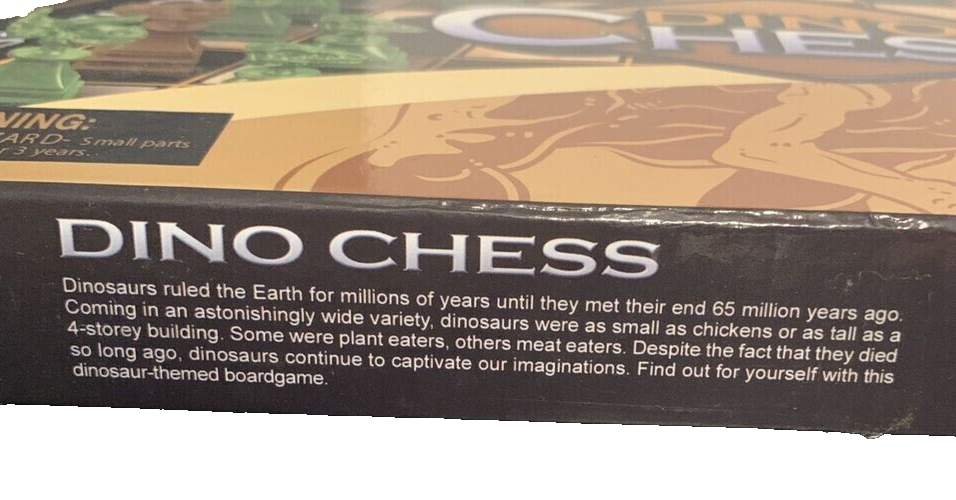 DINO
CHES
NING:
ZARD- Small parts
3 years.
DINO CHESS
Dinosaurs ruled the Earth for millions of years until they met their end 65 million years ago.
Coming in an astonishingly wide variety, dinosaurs were as small as chickens or as tall as a
4-storey building. Some were plant eaters, others meat eaters. Despite the fact that they died
so long ago, dinosaurs continue to captivate our imaginations. Find out for yourself with this
dinosaur-themed boardgame.